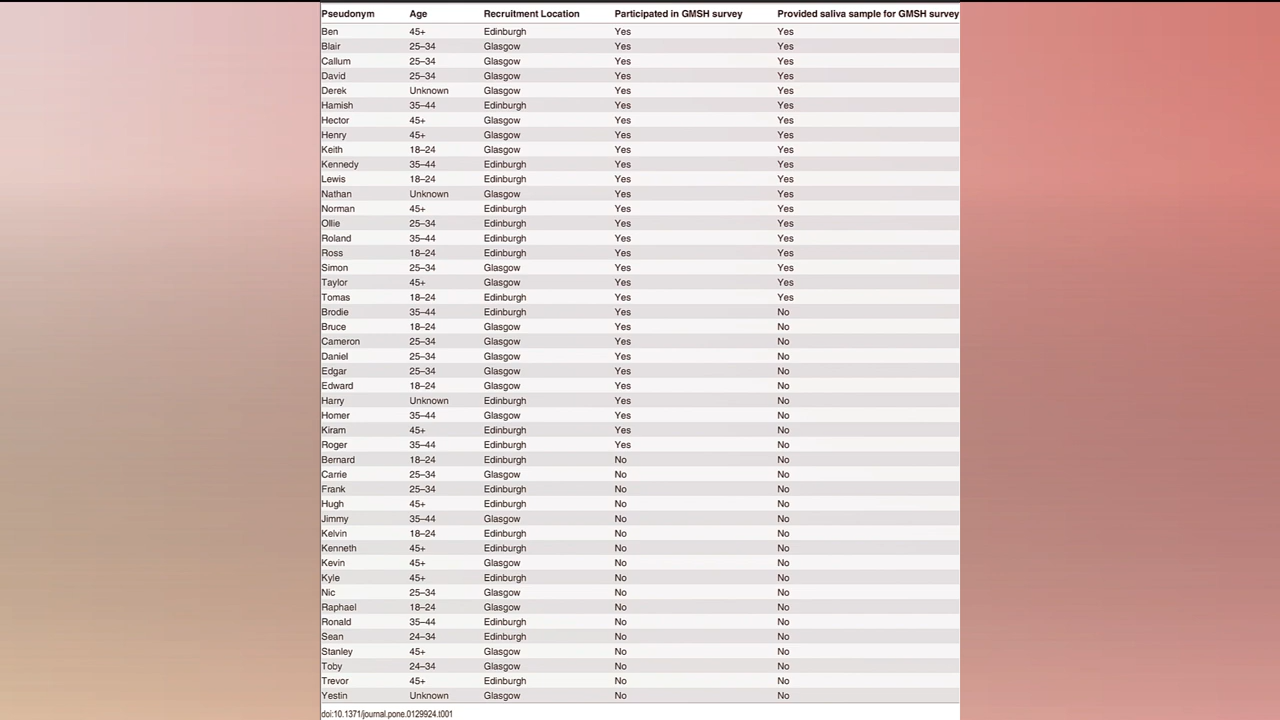 Pseudonym Age Recruitment Location Participated in GMSH survey Provided saliva sample for GMSH survey
Ben 45+ Edinburgh Yes Yes
Blair 25–34 Glasgow Yes Yes
Callum 25–34 Glasgow Yes Yes
David 25–34 Glasgow Yes Yes
Derek Unknown Glasgow Yes Yes
Hamish 35–44 Edinburgh Yes Yes
Hector 45+ Glasgow Yes Yes
Henry 45+ Glasgow Yes Yes
Keith 18–24 Glasgow Yes Yes
Kennedy 35–44 Edinburgh Yes Yes
Lewis 18–24 Edinburgh Yes Yes
Nathan Unknown Glasgow Yes Yes
Norman 45+ Edinburgh Yes Yes
Ollie 25–34 Edinburgh Yes Yes
Roland 35–44 Edinburgh Yes Yes
Ross 18–24 Edinburgh Yes Yes
Simon 25–34 Glasgow Yes Yes
Taylor 45+ Glasgow Yes Yes
Tomas 18–24 Edinburgh Yes Yes
Brodie 35–44 Edinburgh Yes No
Bruce 18–24 Glasgow Yes No
Cameron 25–34 Glasgow Yes No
Daniel 25–34 Glasgow Yes No
Edgar 25–34 Glasgow Yes No
Edward 18–24 Glasgow Yes No
Harry Unknown Edinburgh Yes No
Homer 35–44 Glasgow Yes No
Kiram 45+ Edinburgh Yes No
Roger 35–44 Edinburgh Yes No
Bernard 18–24 Edinburgh No No
Carrie 25–34 Glasgow No No
Frank 25–34 Edinburgh No No
Hugh 45+ Edinburgh No No
Jimmy 35–44 Glasgow No No
Kelvin 18–24 Edinburgh No No
Kenneth 45+ Edinburgh No No
Kevin 45+ Glasgow No No
Kyle 45+ Edinburgh No No
Nic 25–34 Glasgow No No
Raphael 18–24 Glasgow No No
Ronald 35–44 Edinburgh No No
Sean 24–34 Edinburgh No No
Stanley 45+ Glasgow No No
Toby 24–34 Glasgow No No
Trevor 45+ Edinburgh No No
Yestin Unknown Glasgow No No
doi:10.1371/journal.pone.0129924.t001